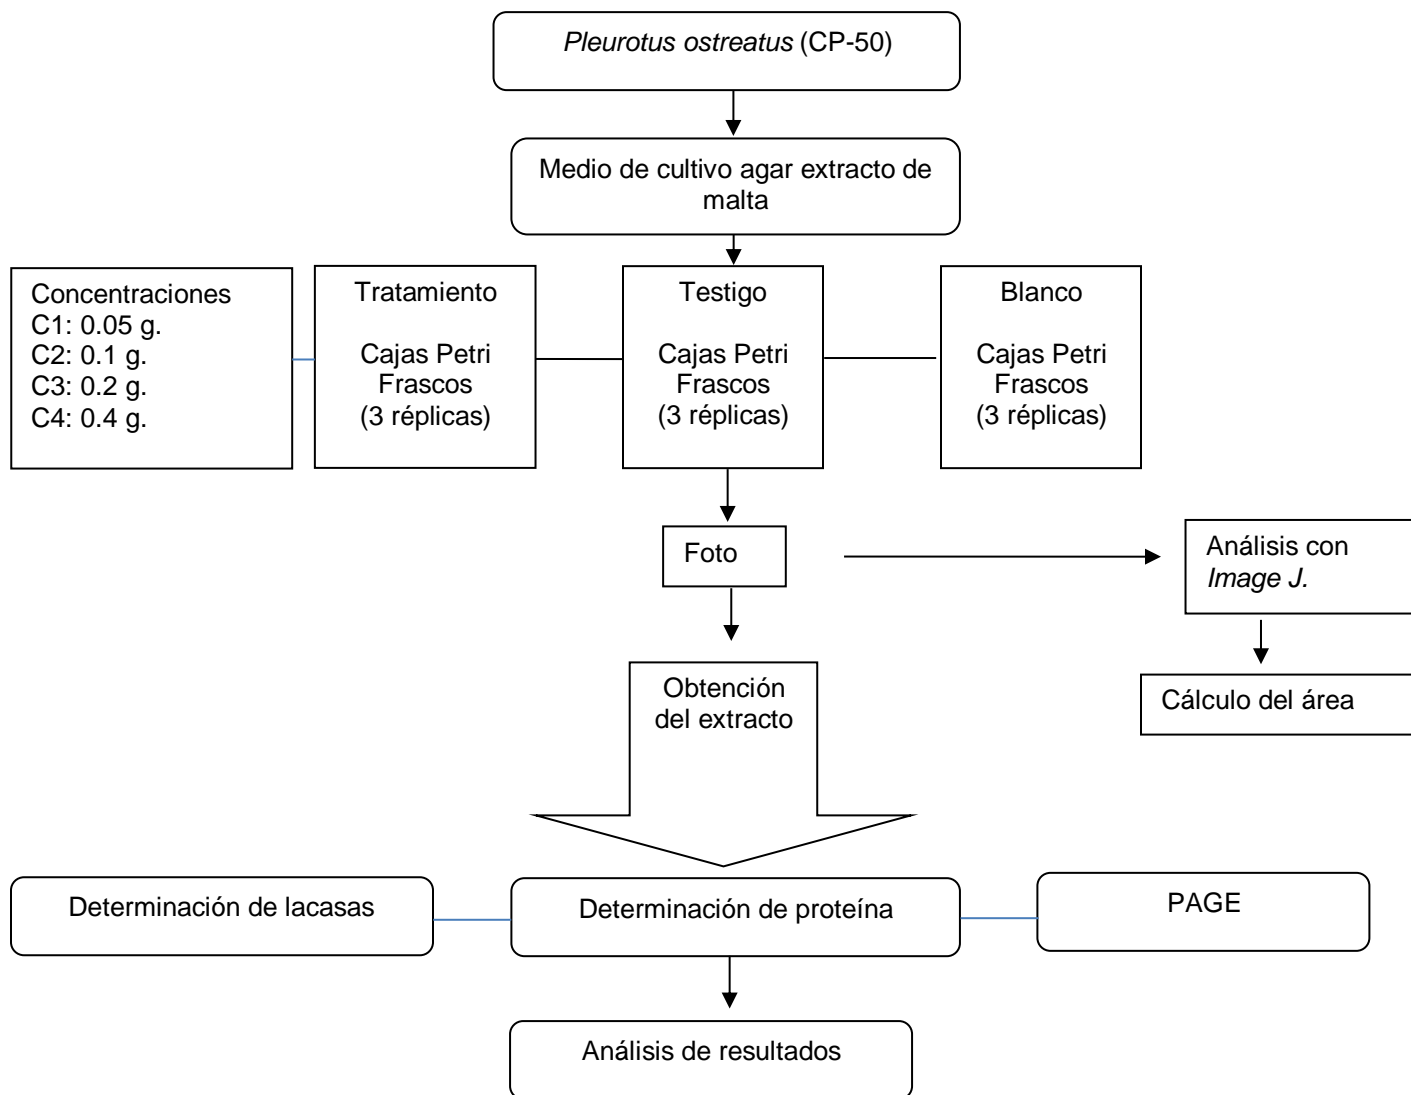 Pleurotus ostreatus (CP-50)
Medio de cultivo agar extracto de
malta
Concentraciones
C1: 0.05 g.
C2: 0.1 g.
C3: 0.2 g.
C4: 0.4 g.
Tratamiento
Cajas Petri
Frascos
(3 réplicas)
Testigo
Cajas Petri
Frascos
(3 réplicas)
Blanco
Cajas Petri
Frascos
(3 réplicas)
Foto
Análisis con
Image J.
Cálculo del área
Obtención
del extracto
Determinación de lacasas
Determinación de proteína
PAGE
Análisis de resultados